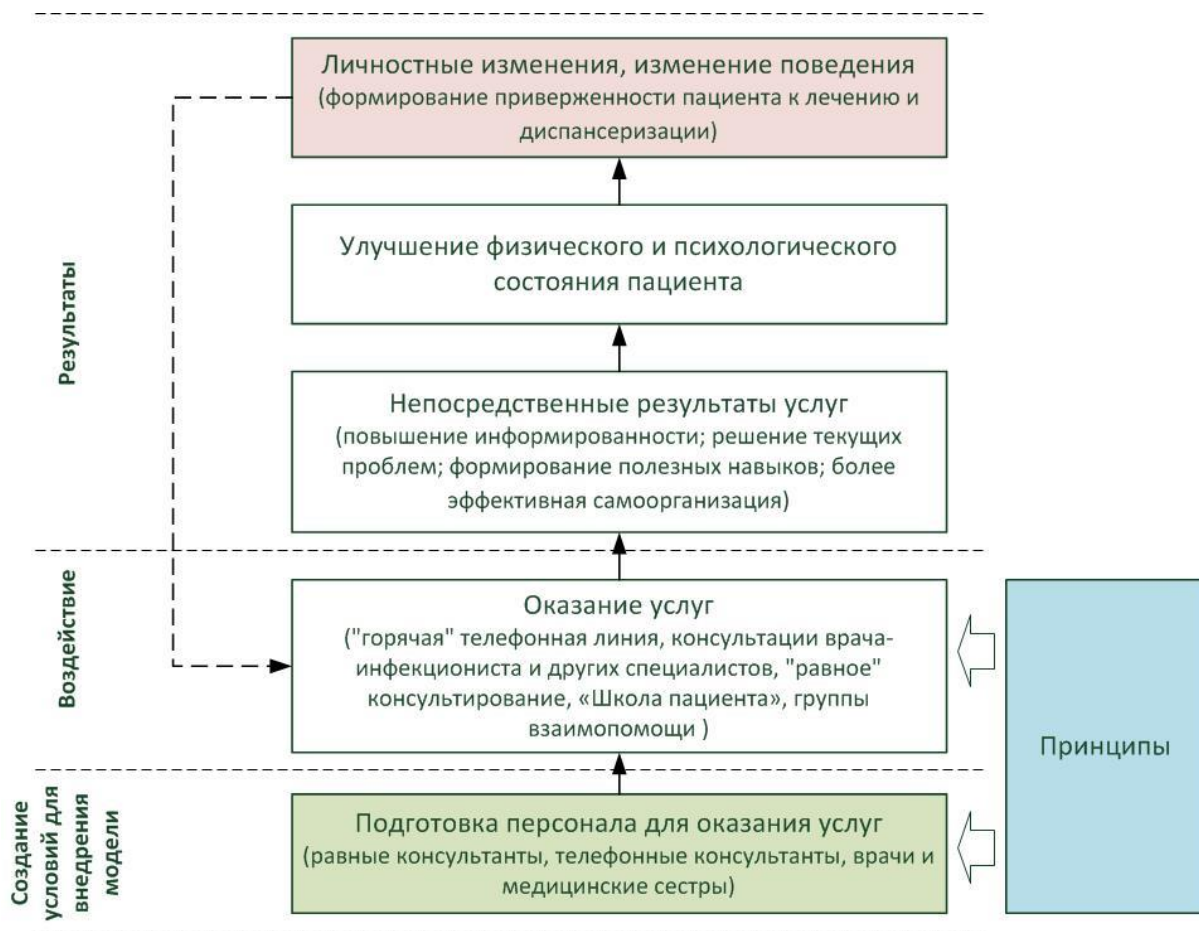 Личностные изменения, изменение поведения
(формирование приверженности пациента к лечению и
диспансеризации)
Улучшение физического и психологического
состояния пациента
Результаты
Непосредственные результаты услуг
(повышение информированности; решение текущих
проблем; формирование полезных навыков; более
эффективная самоорганизация)
Воздействие
Оказание услуг
("горячая" телефонная линия, консультации врача-
инфекциониста и других специалистов, "равное"
консультирование, «Школа пациента», группы
взаимопомощи )
Принципы
Создание
условий для
внедрения
модели
Подготовка персонала для оказания услуг
(равные консультанты, телефонные консультанты, врачи и
медицинские сестры)